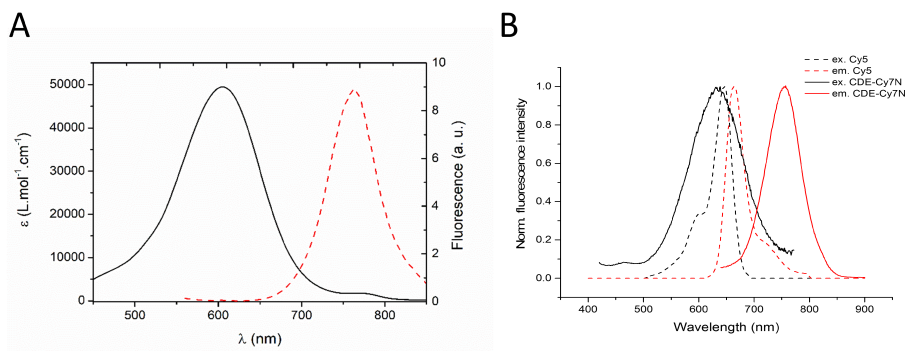 A
50000
40000
30000
20000
10000
0
ε (L.mol⁻¹.cm⁻¹)
10
8
6
4
2
0
Fluorescence (a. u.)
500 600 700 800
λ (nm)
B
ex. Cy5
em. Cy5
ex. CDE-Cy7N
em. CDE-Cy7N
1.0
0.8
0.6
0.4
0.2
0.0
Norm. fluorescence intensity
400 500 600 700 800 900
Wavelength (nm)